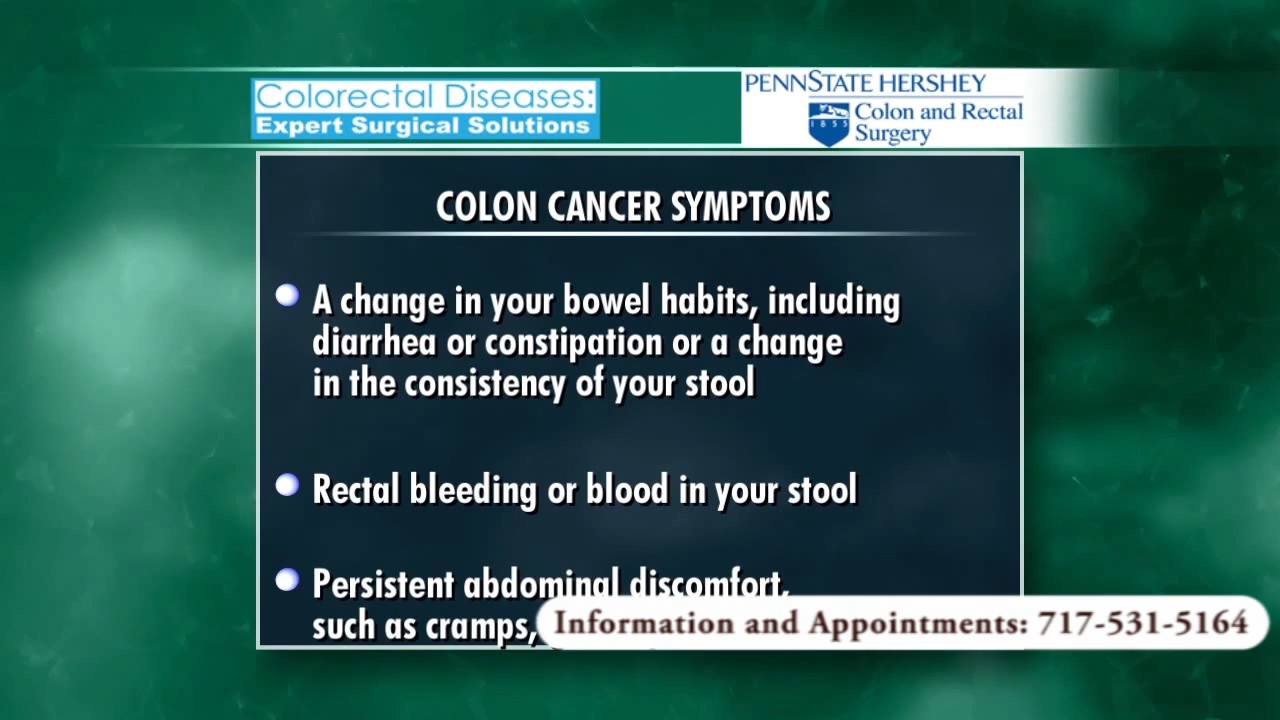 Colorectal Diseases:
Expert Surgical Solutions
PENNSTATE HERSHEY
1855
Colon and Rectal
Surgery
COLON CANCER SYMPTOMS
A change in your bowel habits, including
diarrhea or constipation or a change
in the consistency of your stool
Rectal bleeding or blood in your stool
Persistent abdominal discomfort,
such as cramps,
Information and Appointments: 717-531-5164